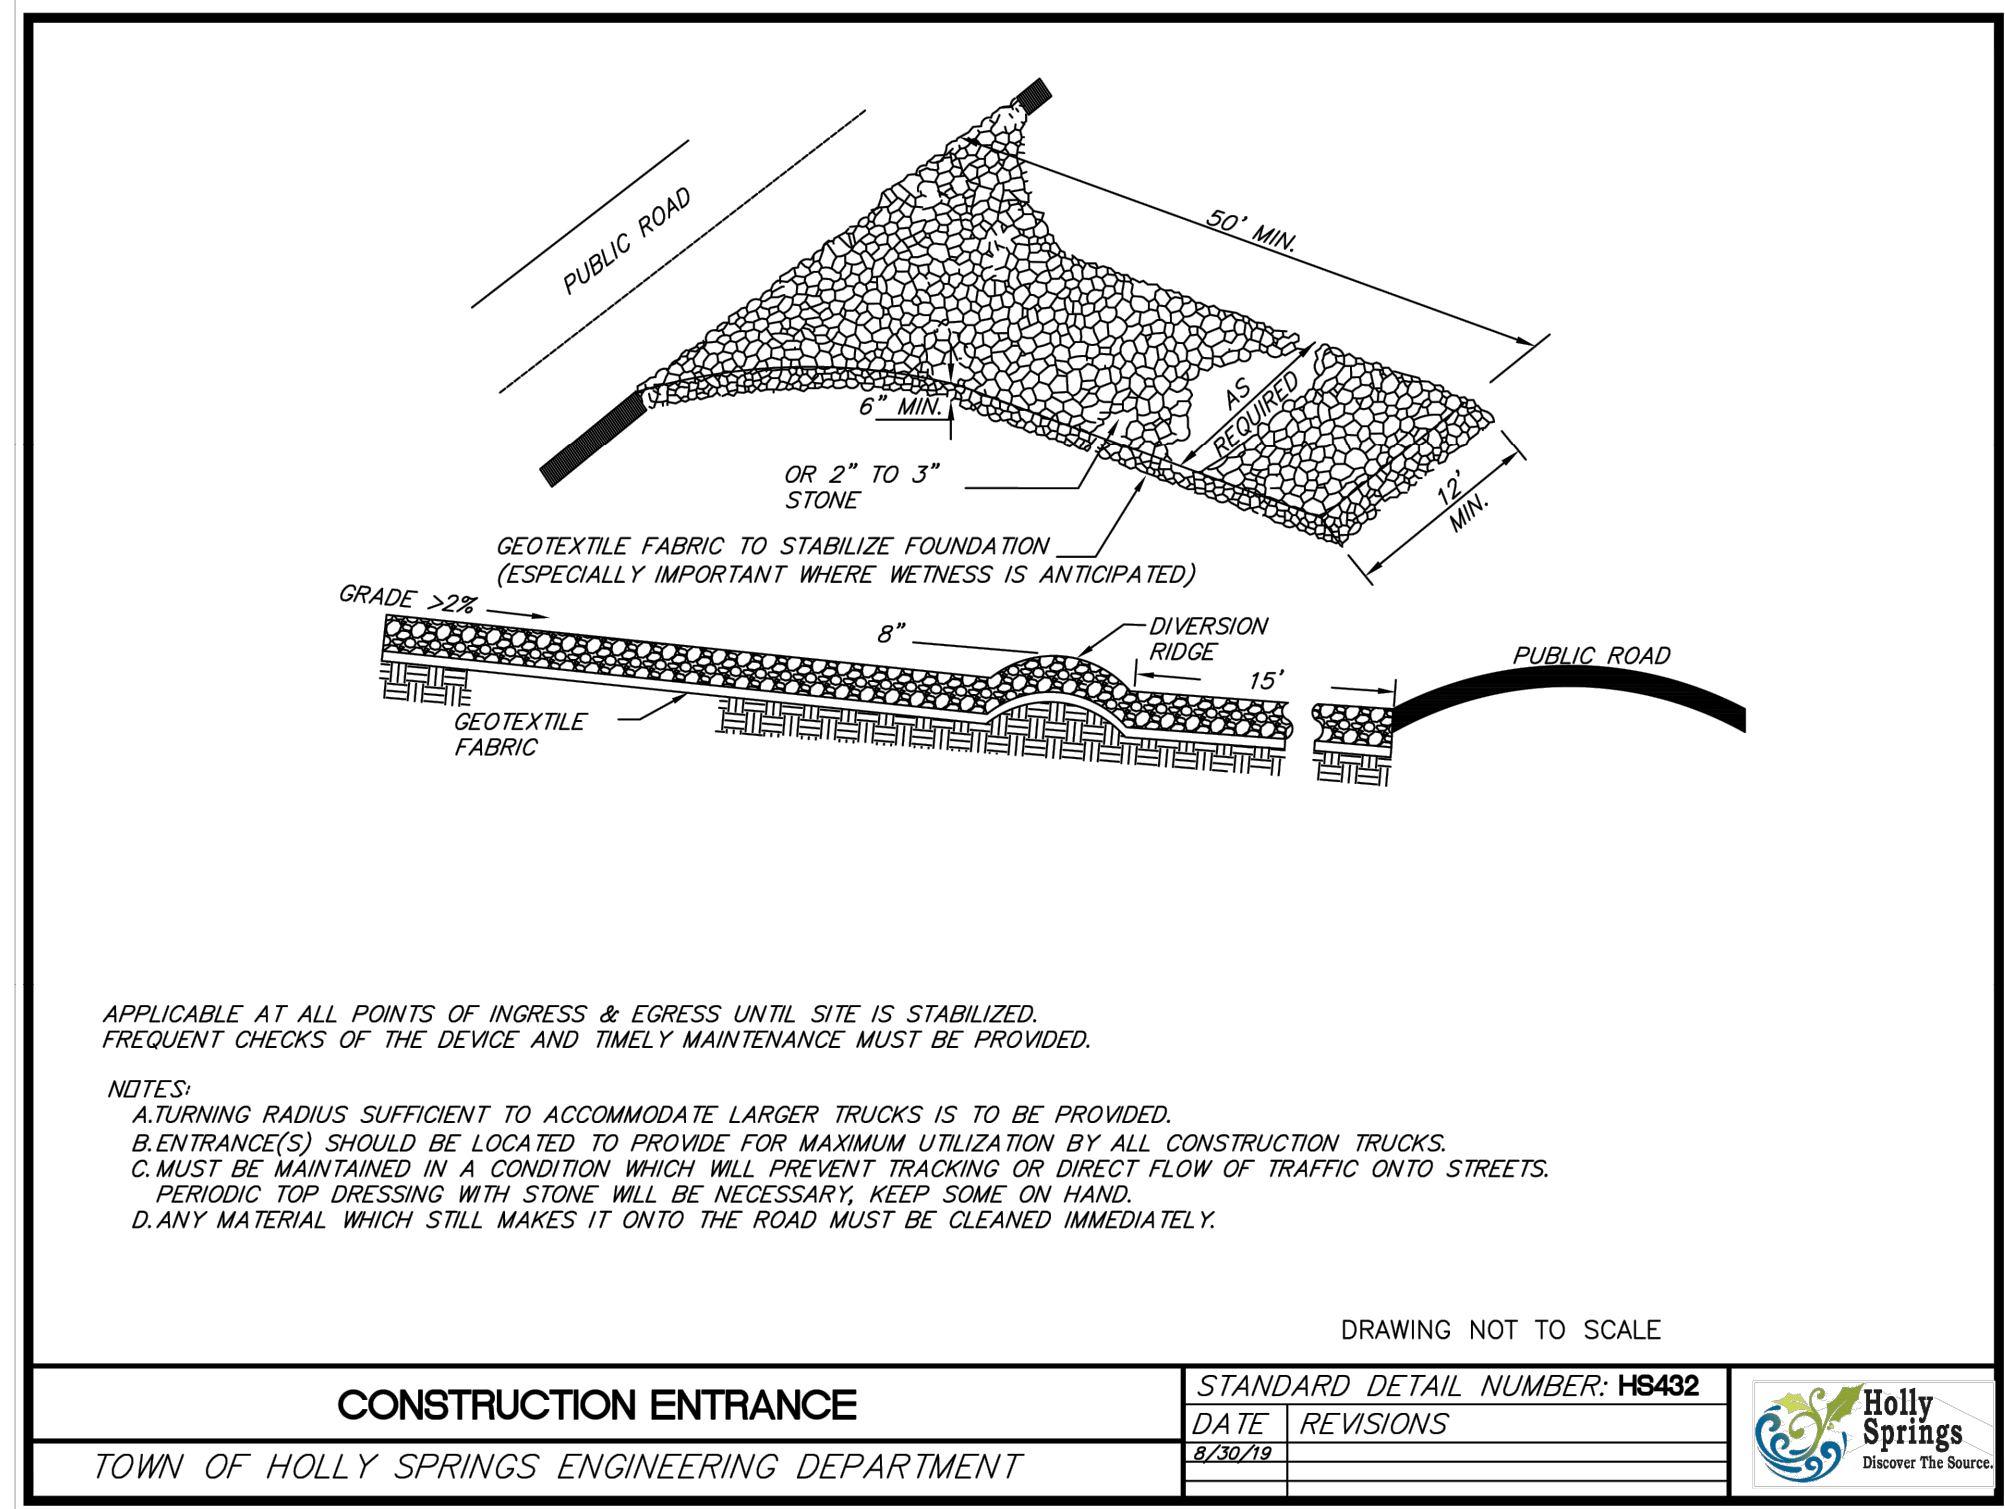 PUBLIC ROAD
50' MIN.
AS
REQUIRED
6" MIN.
12'
MIN.
OR 2" TO 3"
STONE
GEOTEXTILE FABRIC TO STABILIZE FOUNDATION
(ESPECIALLY IMPORTANT WHERE WETNESS IS ANTICIPATED)
GRADE >2%
8"
DIVERSION
RIDGE
15'
PUBLIC ROAD
GEOTEXTILE
FABRIC
APPLICABLE AT ALL POINTS OF INGRESS & EGRESS UNTIL SITE IS STABILIZED.
FREQUENT CHECKS OF THE DEVICE AND TIMELY MAINTENANCE MUST BE PROVIDED.
NOTES:
A. TURNING RADIUS SUFFICIENT TO ACCOMMODATE LARGER TRUCKS IS TO BE PROVIDED.
B. ENTRANCE(S) SHOULD BE LOCATED TO PROVIDE FOR MAXIMUM UTILIZATION BY ALL CONSTRUCTION TRUCKS.
C. MUST BE MAINTAINED IN A CONDITION WHICH WILL PREVENT TRACKING OR DIRECT FLOW OF TRAFFIC ONTO STREETS.
PERIODIC TOP DRESSING WITH STONE WILL BE NECESSARY, KEEP SOME ON HAND.
D. ANY MATERIAL WHICH STILL MAKES IT ONTO THE ROAD MUST BE CLEANED IMMEDIATELY.
DRAWING NOT TO SCALE
CONSTRUCTION ENTRANCE
TOWN OF HOLLY SPRINGS ENGINEERING DEPARTMENT
STANDARD DETAIL NUMBER: HS432
DATE REVISIONS
8/30/19
Holly
Springs
Discover The Source.